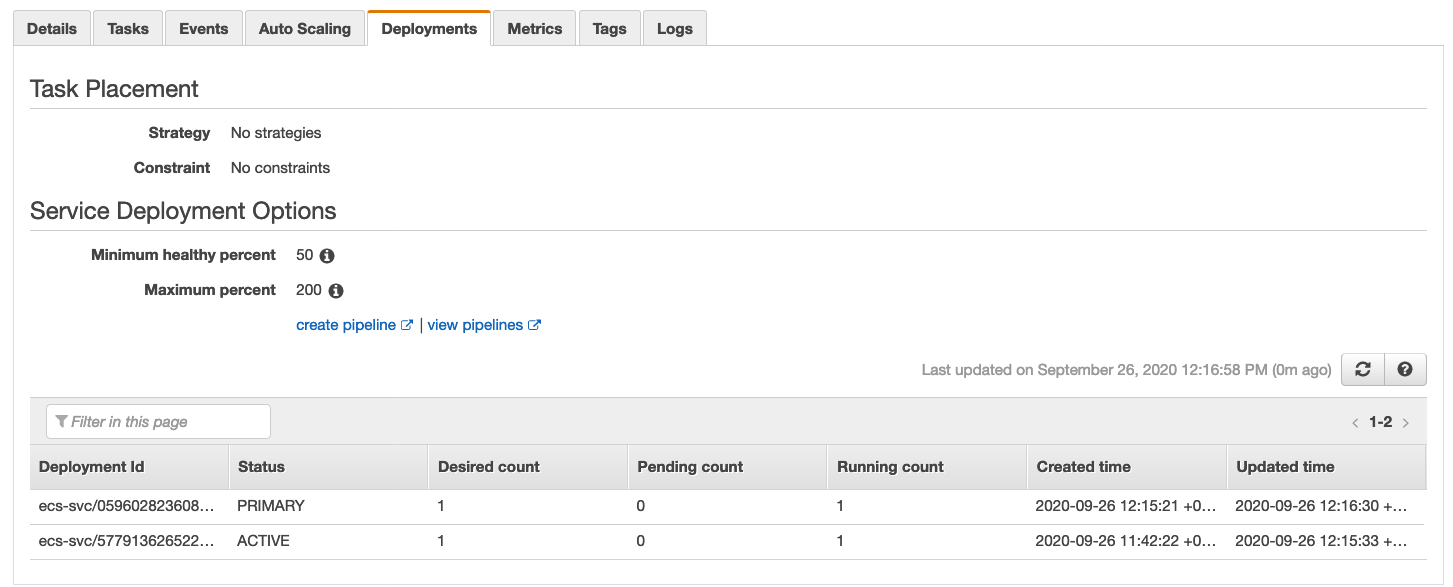 Details Tasks Events Auto Scaling Deployments Metrics Tags Logs
Task Placement
Strategy No strategies
Constraint No constraints
Service Deployment Options
Minimum healthy percent 50
Maximum percent 200
create pipeline | view pipelines
Last updated on September 26, 2020 12:16:58 PM (0m ago)
Filter in this page 1-2
Deployment Id Status Desired count Pending count Running count Created time Updated time
ecs-svc/059602823608... PRIMARY 1 0 1 2020-09-26 12:15:21 +0... 2020-09-26 12:16:30 +...
ecs-svc/577913626522... ACTIVE 1 0 1 2020-09-26 11:42:22 +0... 2020-09-26 12:15:33 +...